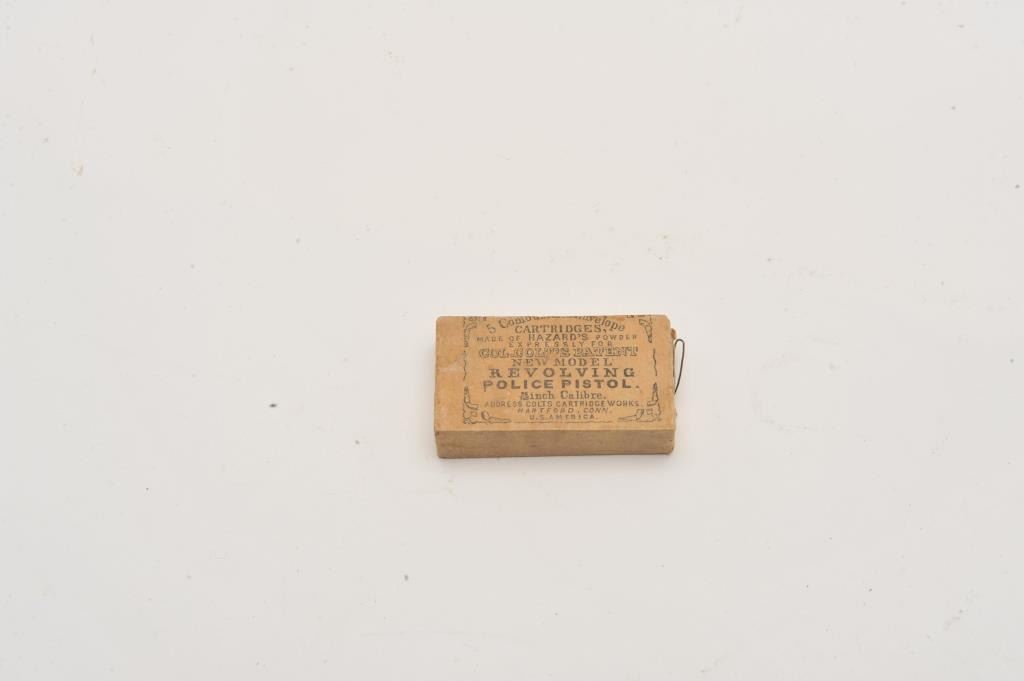 5 Combustible Envelope
CARTRIDGES,
MADE OF HAZARD'S POWDER
EXPRESSLY FOR
COL. COLT'S PATENT
NEW MODEL
REVOLVING
POLICE PISTOL.
inch Calibre.
ADDRESS COLTS CARTRIDGE WORKS.
HARTFORD, CONN.
U.S. AMERICA.